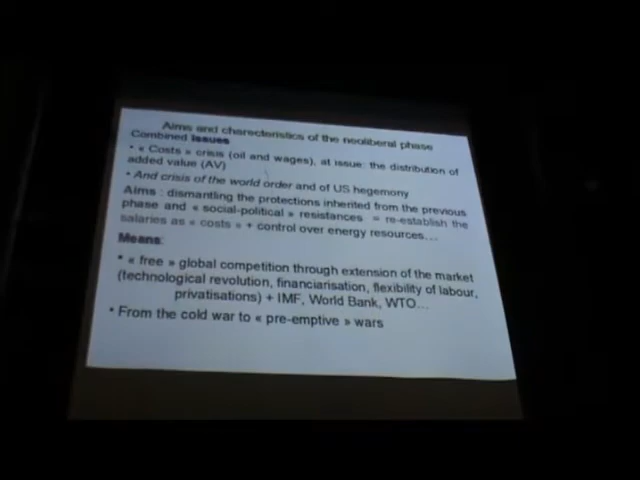 Aims and charecteristics of the neoliberal phase
Combined issues
• « Costs » crisis (oil and wages), at issue: the distribution of
added value (AV)
• And crisis of the world order and of US hegemony
Aims : dismantling the protections inherited from the previous
phase and « social-political » resistances = re-establish the
salaries as « costs » + control over energy resources…
Means:
• « free » global competition through extension of the market
(technological revolution, financiarisation, flexibility of labour,
privatisations) + IMF, World Bank, WTO…
• From the cold war to « pre-emptive » wars